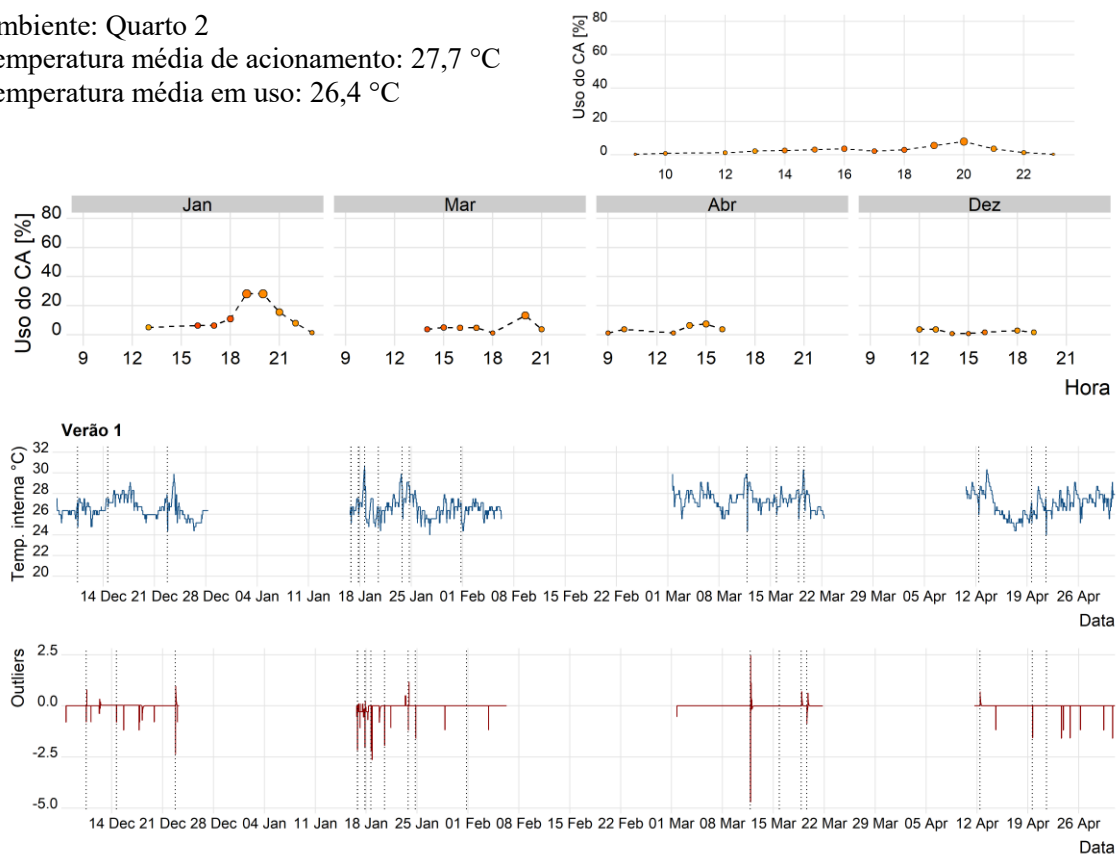 mbiente: Quarto 2
emperatura média de acionamento: 27,7 °C
emperatura média em uso: 26,4 °C
Uso do CA [%]
80
60
40
20
0
10 12 14 16 18 20 22
Jan Mar Abr Dez
Uso do CA [%]
80
60
40
20
0
9 12 15 18 21 9 12 15 18 21 9 12 15 18 21 9 12 15 18 21
Hora
Verão 1
Temp. interna °C)
32
30
28
26
24
22
20
14 Dec 21 Dec 28 Dec 04 Jan 11 Jan 18 Jan 25 Jan 01 Feb 08 Feb 15 Feb 22 Feb 01 Mar 08 Mar 15 Mar 22 Mar 29 Mar 05 Apr 12 Apr 19 Apr 26 Apr
Data
Outliers
2.5
0.0
-2.5
-5.0
14 Dec 21 Dec 28 Dec 04 Jan 11 Jan 18 Jan 25 Jan 01 Feb 08 Feb 15 Feb 22 Feb 01 Mar 08 Mar 15 Mar 22 Mar 29 Mar 05 Apr 12 Apr 19 Apr 26 Apr
Data